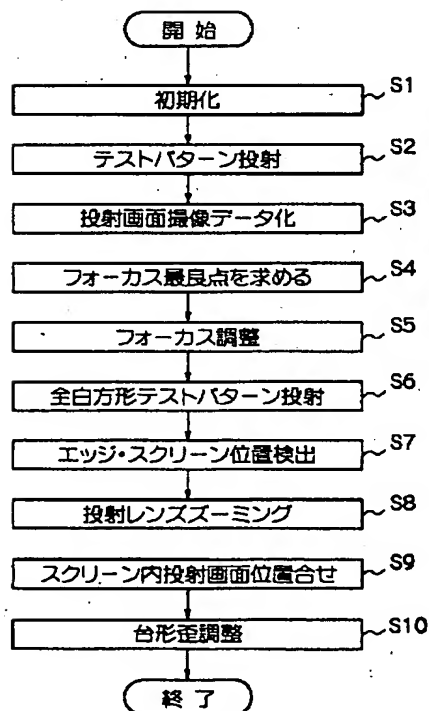 開始
初期化 S1
テストパターン投射 S2
投射画面撮像データ化 S3
フォーカス最良点を求める S4
フォーカス調整 S5
全白方形テストパターン投射 S6
エッジ・スクリーン位置検出 S7
投射レンズズーミング S8
スクリーン内投射画面位置合せ S9
台形歪調整 S10
終了